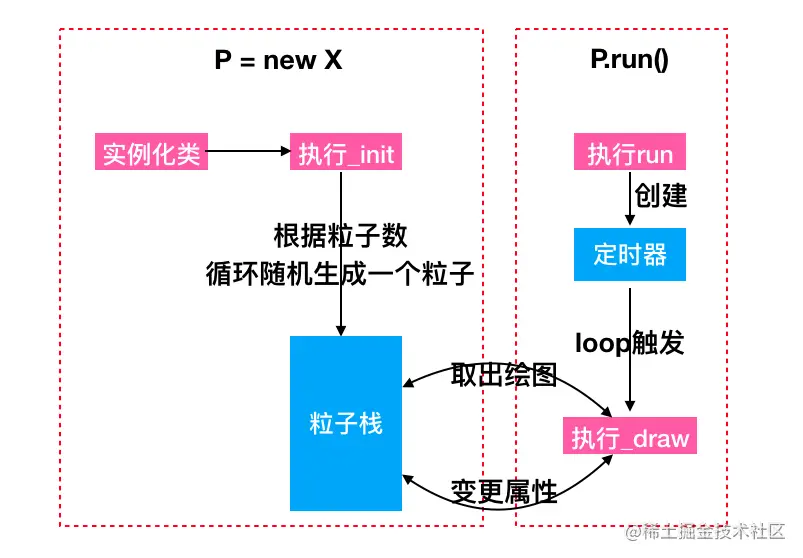 P = new X
实例化类
执行_init
根据粒子数
循环随机生成一个粒子
粒子栈
取出绘图
变更属性
P.run()
执行run
创建
定时器
loop触发
执行_draw
@稀土掘金技术社区